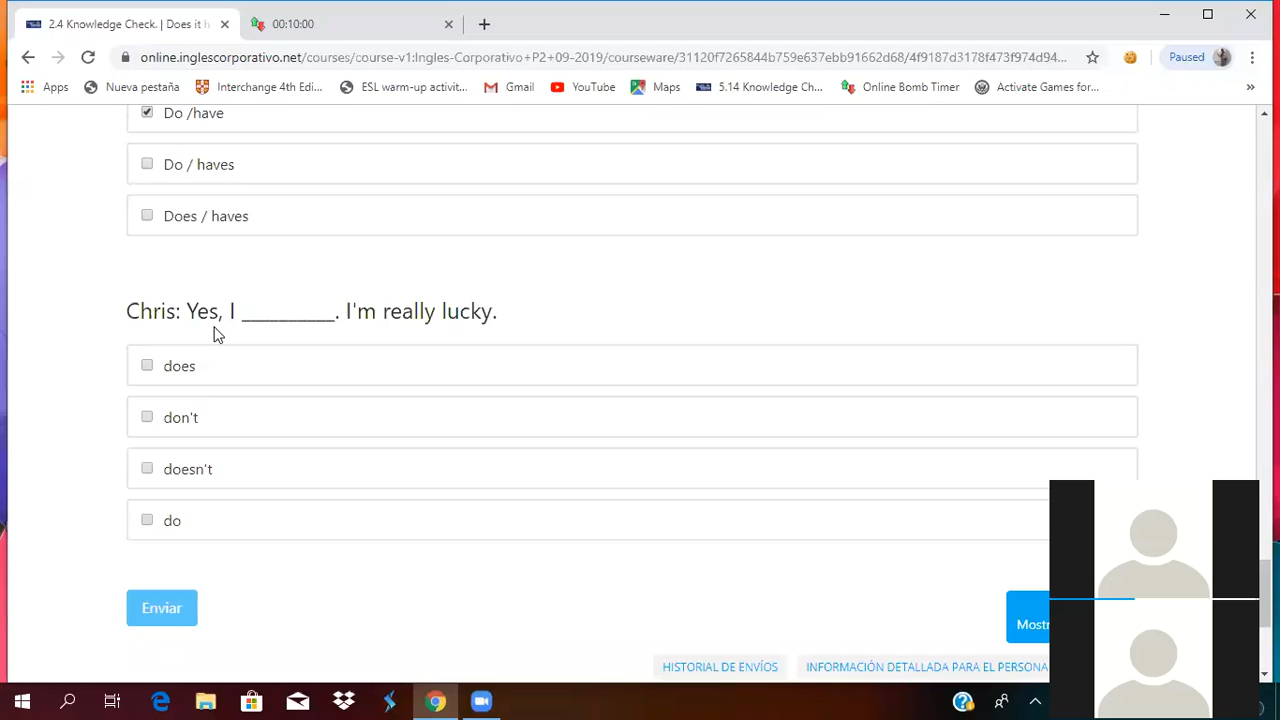 2.4 Knowledge Check. | Does it h
00:10:00
online.inglescorporativo.net/courses/course-v1:Ingles-Corporativo+P2+09-2019/courseware/31120f7265844b759e637ebb91662d68/4f9187d3178f473f974d94...
Paused
Apps
Nueva pestaña
Interchange 4th Edi...
ESL warm-up activit...
Gmail
YouTube
Maps
5.14 Knowledge Ch...
Online Bomb Timer
Activate Games for...
»
Do /have
Do / haves
Does / haves
Chris: Yes, I _________. I'm really lucky.
does
don't
doesn't
do
Enviar
Mostr
HISTORIAL DE ENVÍOS
INFORMACIÓN DETALLADA PARA EL PERSONA